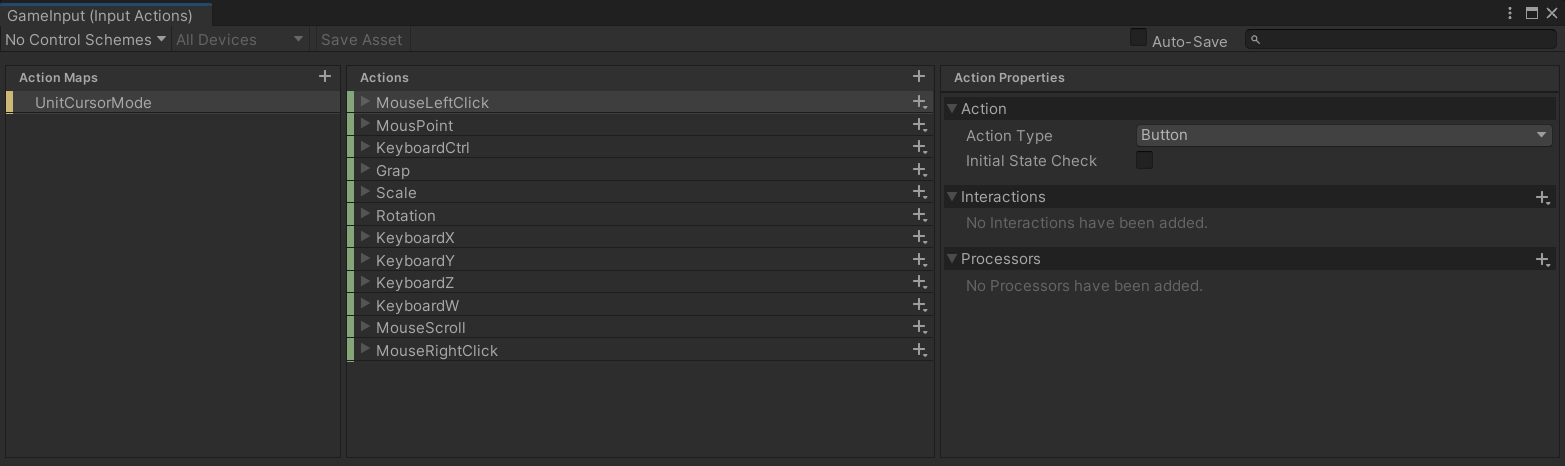 GameInput (Input Actions)
No Control Schemes All Devices Save Asset Auto-Save
Action Maps
UnitCursorMode
Actions
MouseLeftClick
MousPoint
KeyboardCtrl
Grap
Scale
Rotation
KeyboardX
KeyboardY
KeyboardZ
KeyboardW
MouseScroll
MouseRightClick
Action Properties
Action
Action Type Button
Initial State Check
Interactions
No Interactions have been added.
Processors
No Processors have been added.